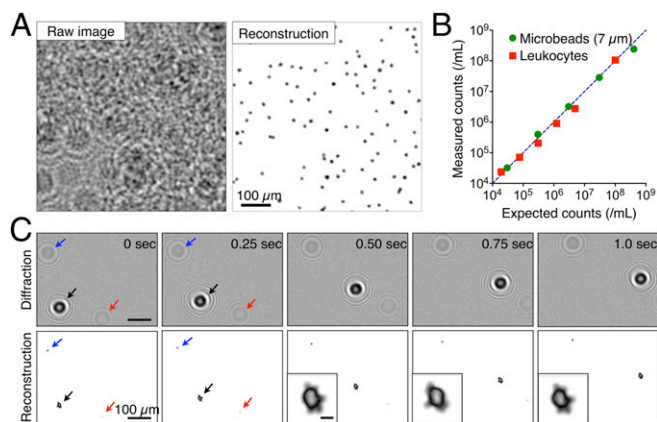 A
Raw image
Reconstruction
100 µm
B
Measured counts (/mL)
10⁹
10⁸
10⁷
10⁶
10⁵
10⁴
Microbeads (7 µm)
Leukocytes
10⁴ 10⁵ 10⁶ 10⁷ 10⁸ 10⁹
Expected counts (/mL)
C
Diffraction
0 sec
0.25 sec
0.50 sec
0.75 sec
1.0 sec
Reconstruction
100 µm